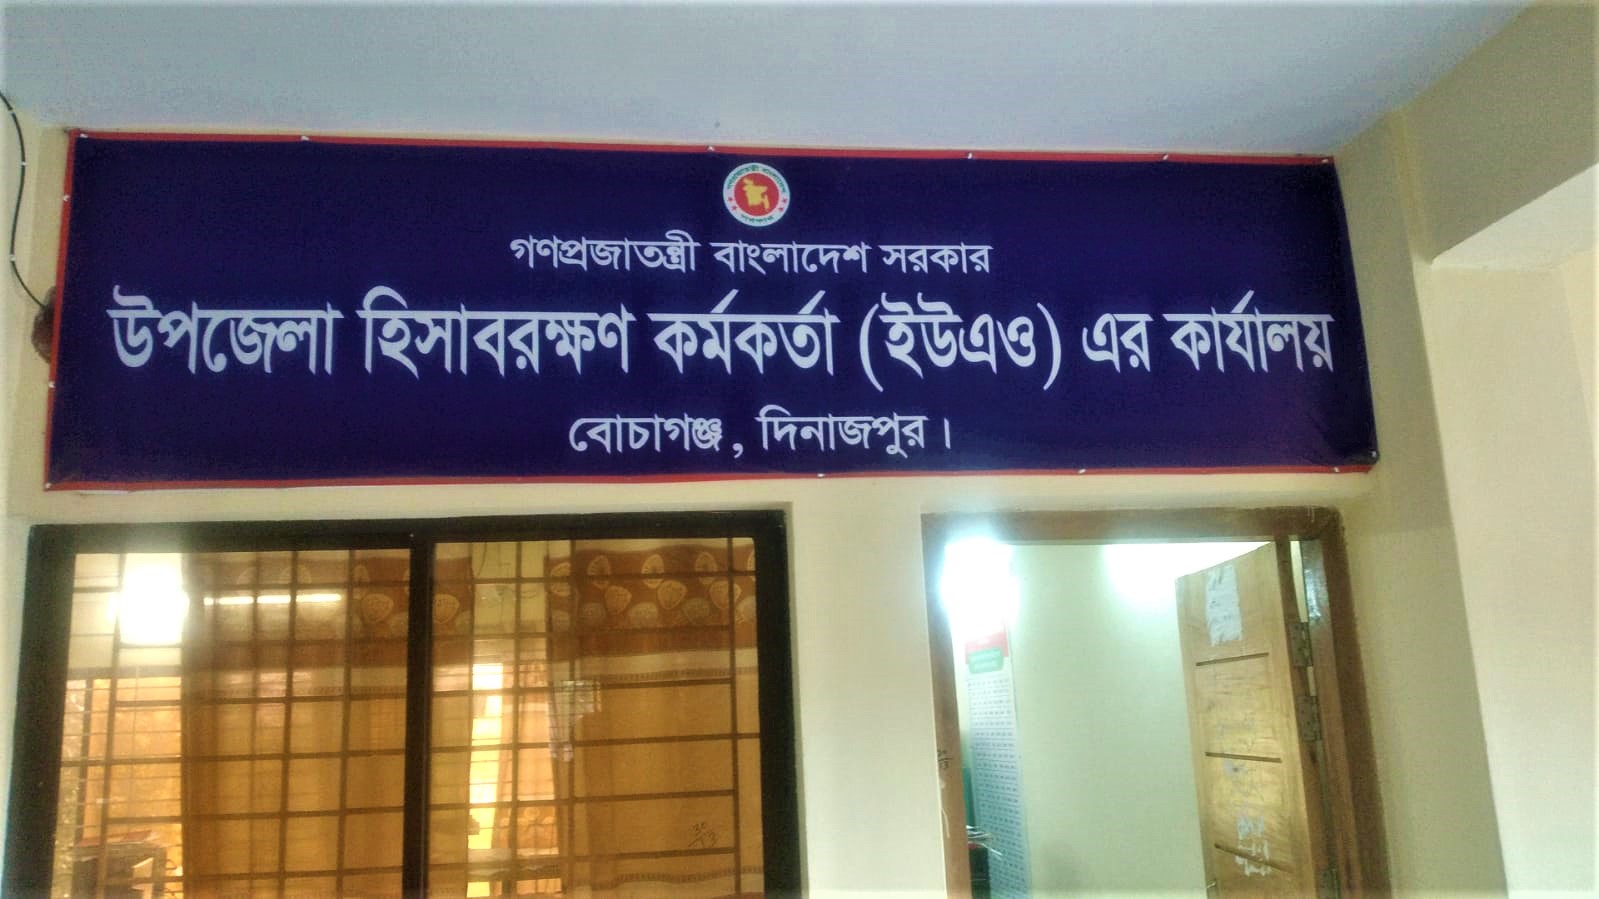 গণপ্রজাতন্ত্রী বাংলাদেশ সরকার
উপজেলা হিসাবরক্ষণ কর্মকর্তা (ইউএও) এর কার্যালয়
বোচাগঞ্জ, দিনাজপুর।